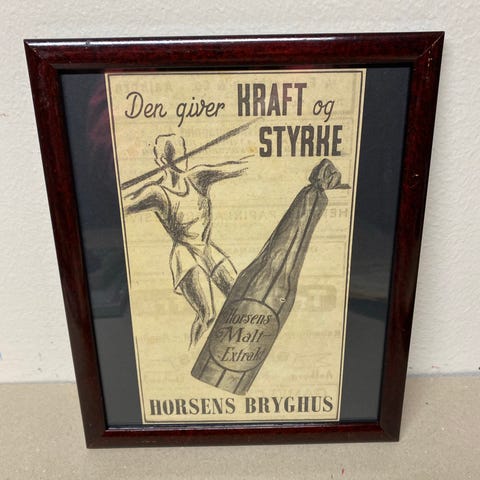 Den giver KRAFT og
STYRKE
Horsens
Malt
Extrakt
HORSENS BRYGHUS